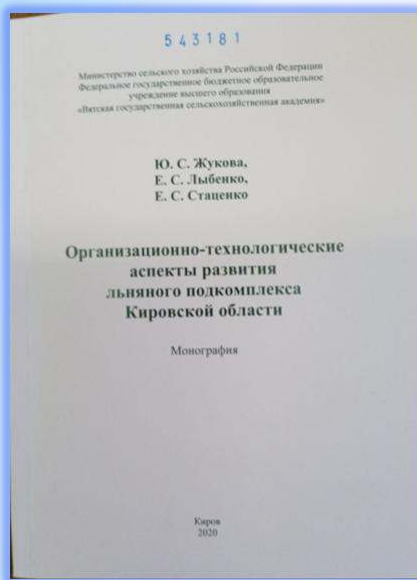 543181
Министерство сельского хозяйства Российской Федерации
Федеральное государственное бюджетное образовательное
учреждение высшего образования
«Вятская государственная сельскохозяйственная академия»
Ю. С. Жукова,
Е. С. Лыбенко,
Е. С. Стаценко
Организационно-технологические
аспекты развития
льняного подкомплекса
Кировской области
Монография
Киров
2020